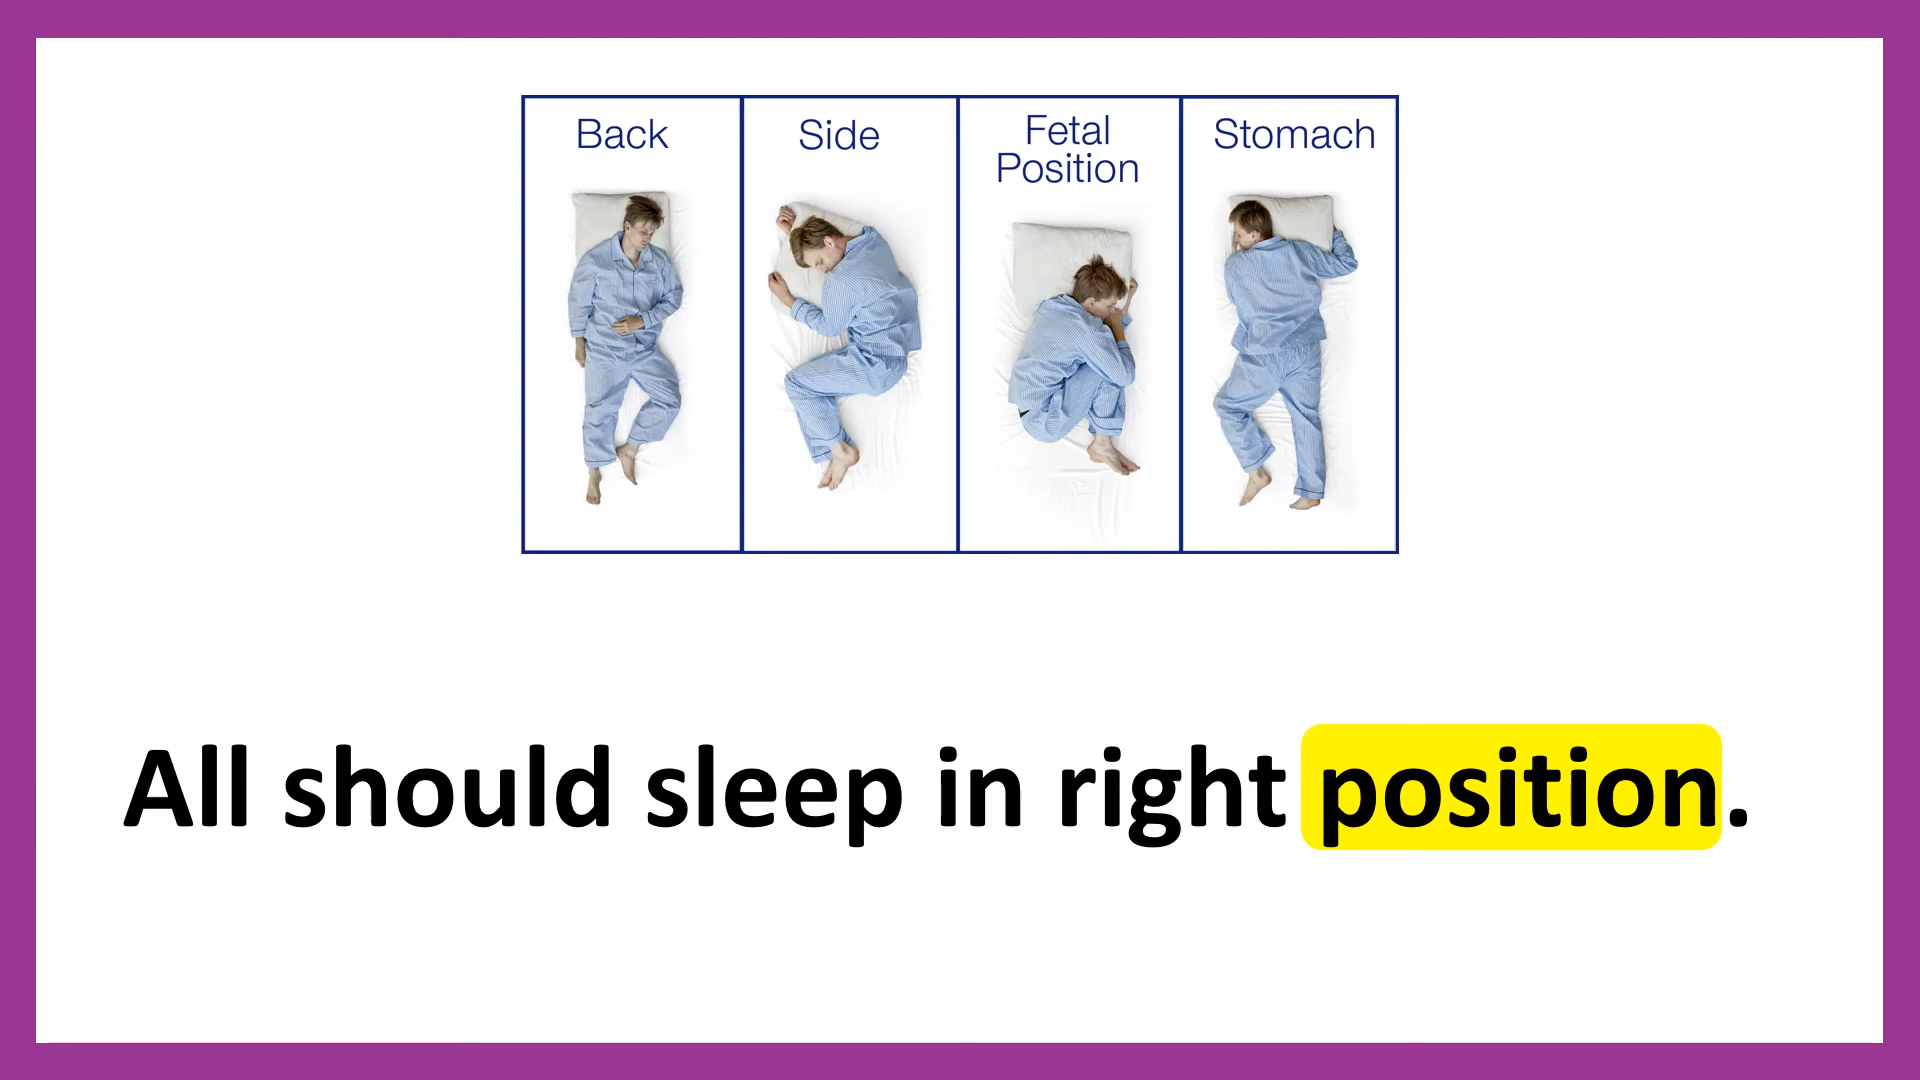 Back
Side
Fetal
Position
Stomach
All should sleep in right position.